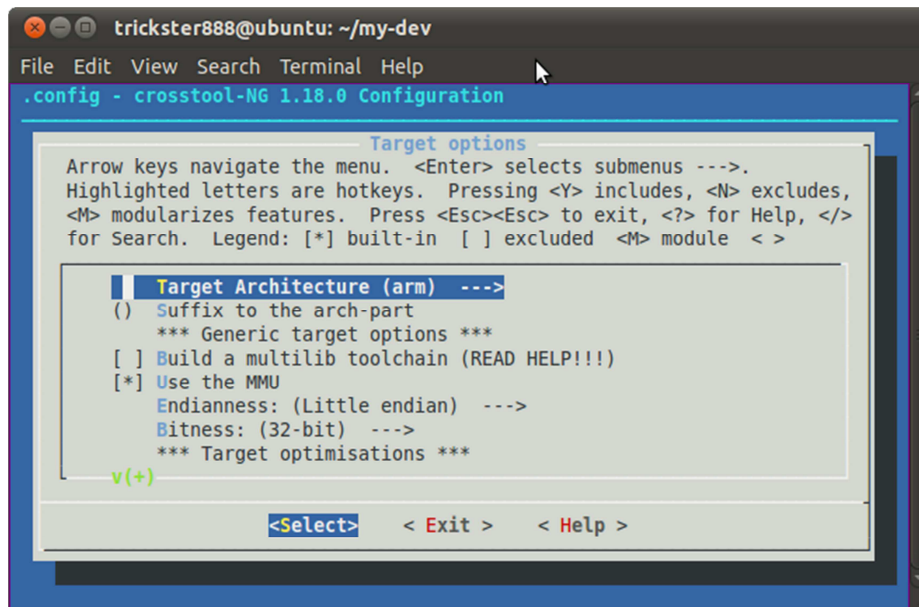 trickster888@ubuntu: ~/my-dev
File Edit View Search Terminal Help
.config - crosstool-NG 1.18.0 Configuration
Target options
Arrow keys navigate the menu. <Enter> selects submenus --->.
Highlighted letters are hotkeys. Pressing <Y> includes, <N> excludes,
<M> modularizes features. Press <Esc><Esc> to exit, <?> for Help, </>
for Search. Legend: [*] built-in [ ] excluded <M> module < >
Target Architecture (arm) --->
() Suffix to the arch-part
*** Generic target options ***
[ ] Build a multilib toolchain (READ HELP!!!)
[*] Use the MMU
Endianness: (Little endian) --->
Bitness: (32-bit) --->
*** Target optimisations ***
v(+)
<Select> < Exit > < Help >